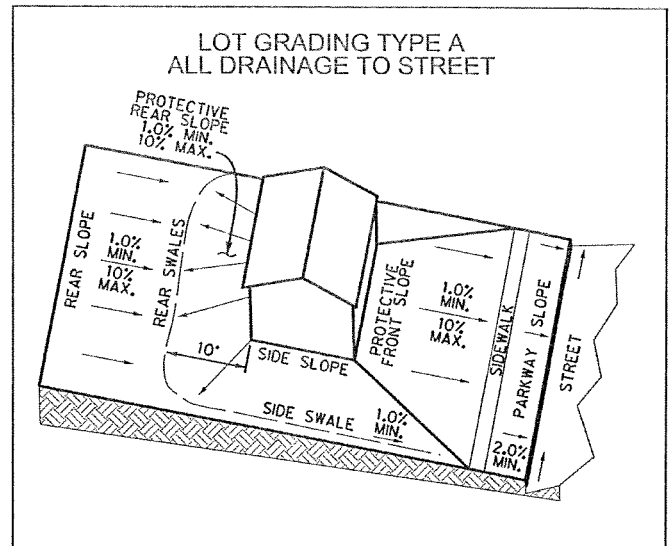 LOT GRADING TYPE A
ALL DRAINAGE TO STREET
PROTECTIVE
REAR SLOPE
1.0% MIN.
10% MAX.
REAR SLOPE
1.0%
MIN.
10%
MAX.
REAR SWALES
10'
SIDE SLOPE
SIDE SWALE
1.0%
MIN.
PROTECTIVE
FRONT SLOPE
1.0%
MIN.
10%
MAX.
SIDEWALK
PARKWAY SLOPE
2.0%
MIN.
STREET